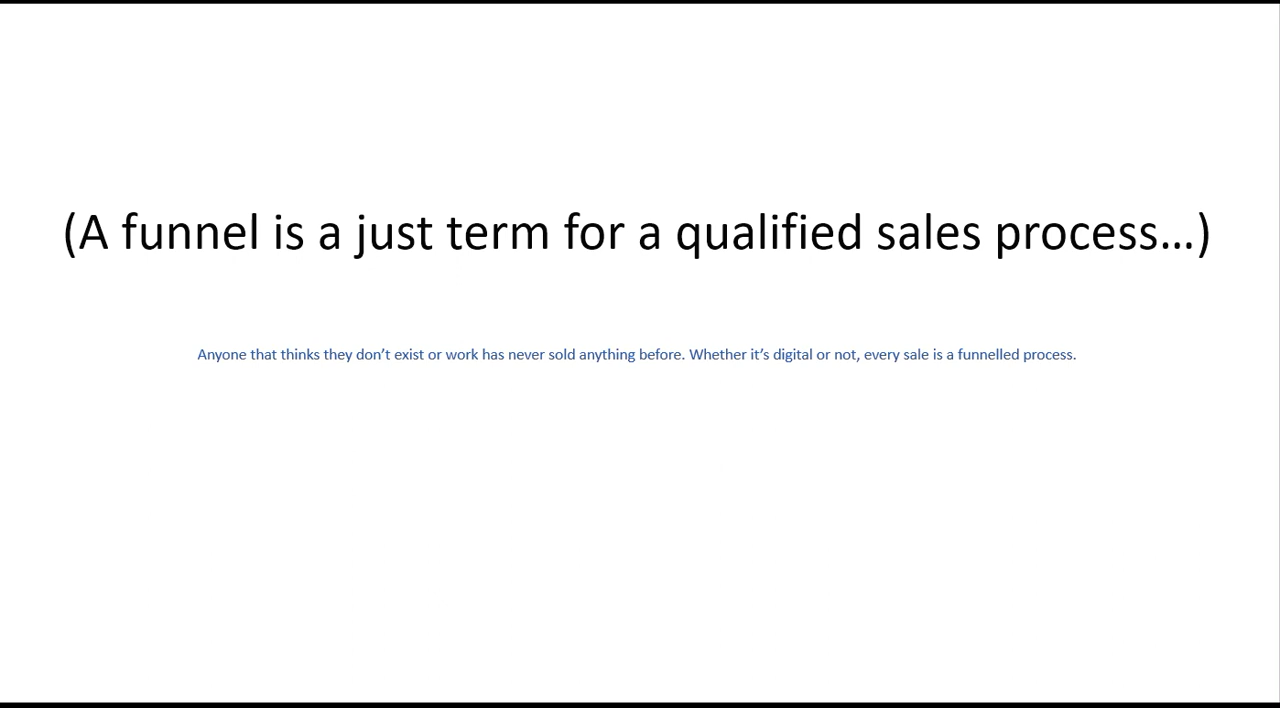 (A funnel is a just term for a qualified sales process…)
Anyone that thinks they don’t exist or work has never sold anything before. Whether it’s digital or not, every sale is a funnelled process.